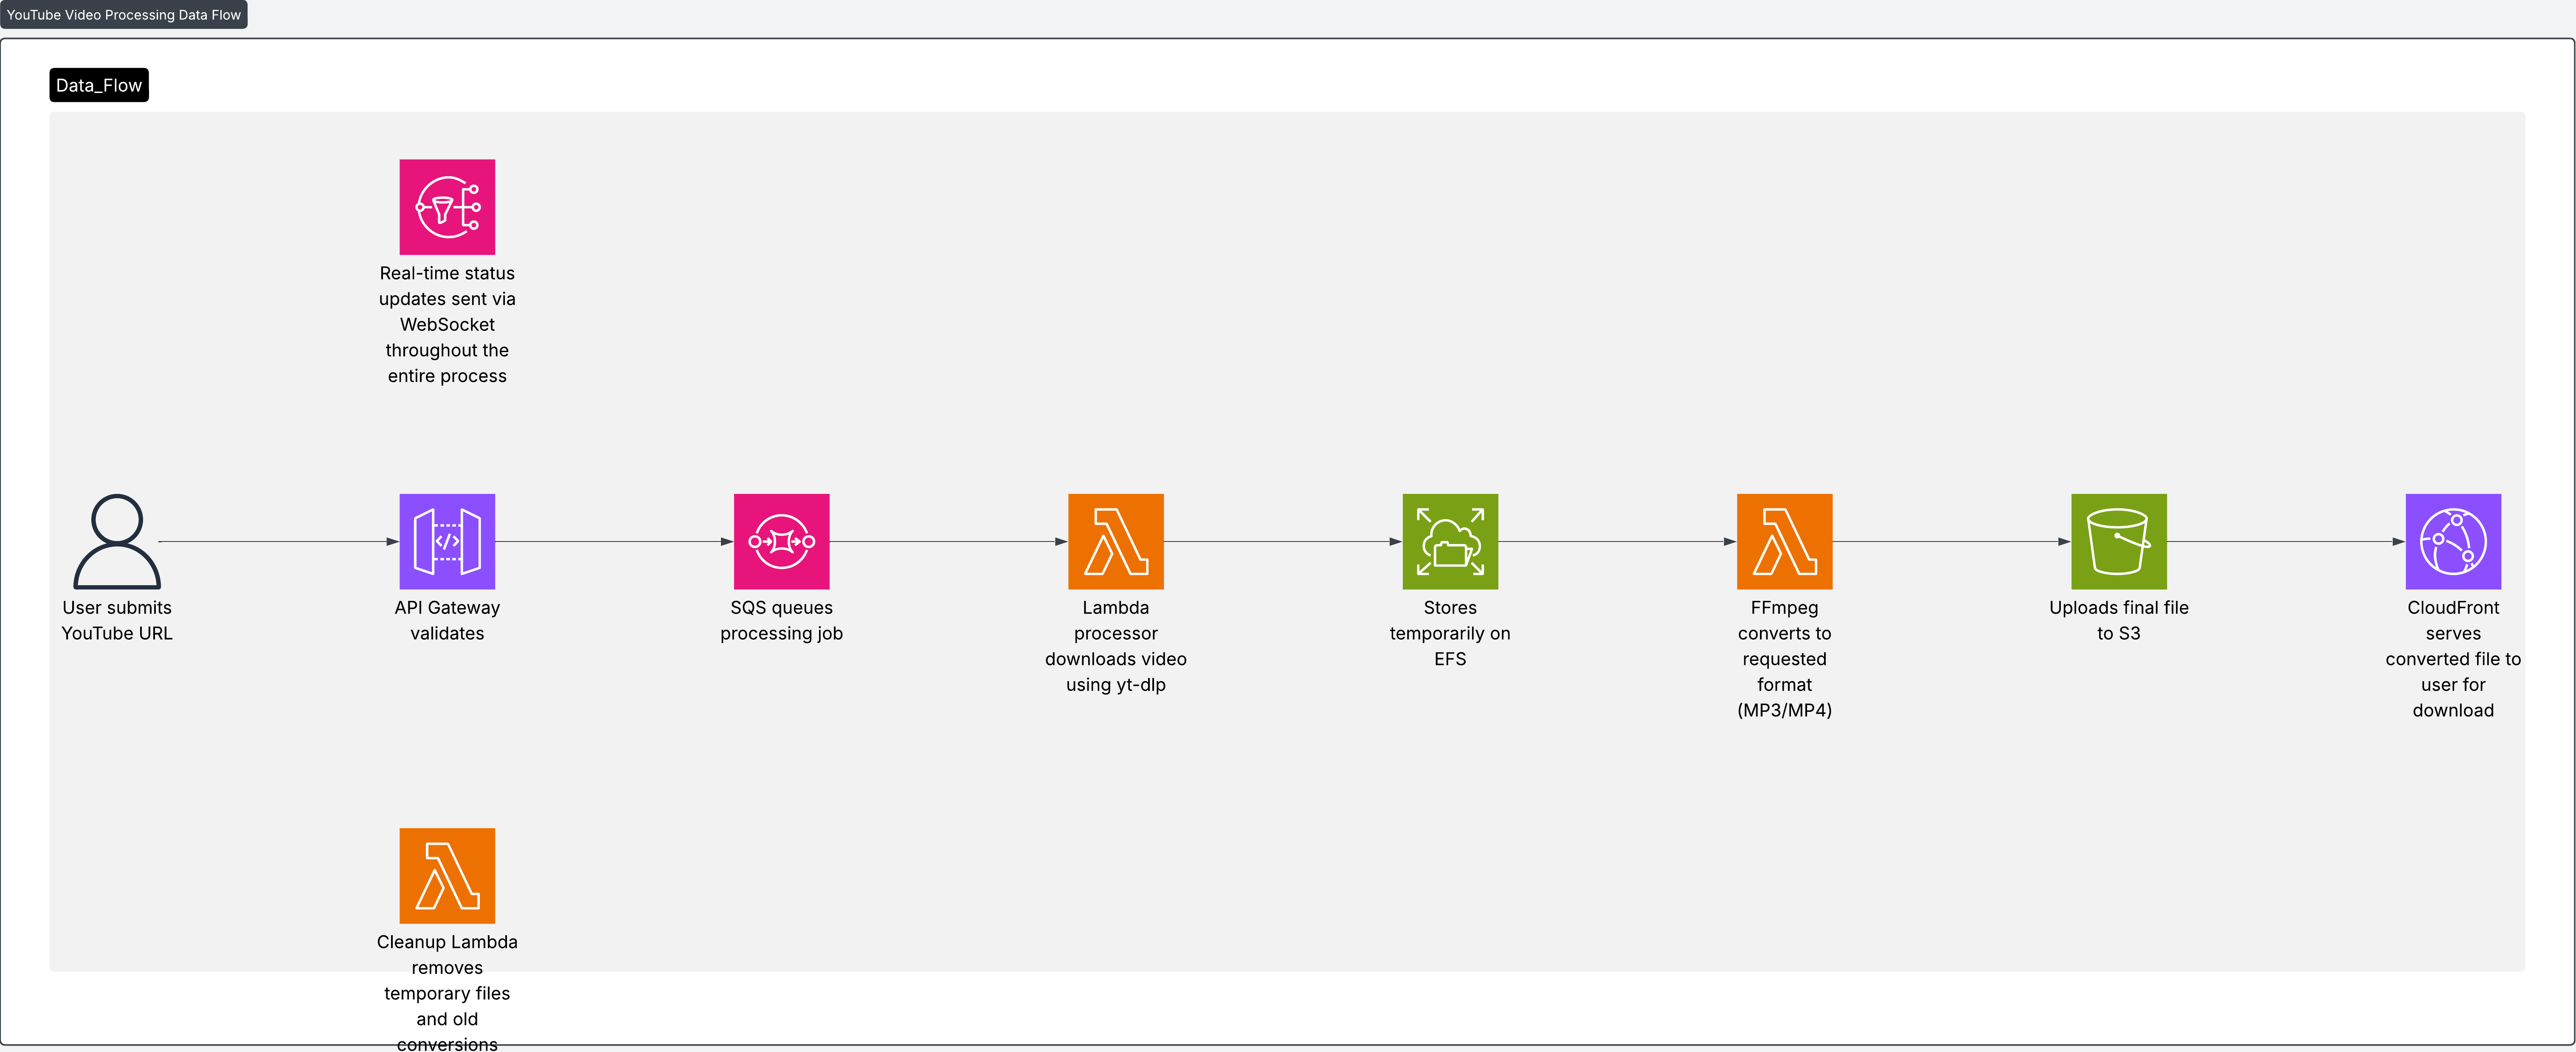 YouTube Video Processing Data Flow
Data_Flow
Real-time status
updates sent via
WebSocket
throughout the
entire process
User submits
YouTube URL
API Gateway
validates
SQS queues
processing job
Lambda
processor
downloads video
using yt-dlp
Stores
temporarily on
EFS
FFmpeg
converts to
requested
format
(MP3/MP4)
Uploads final file
to S3
CloudFront
serves
converted file to
user for
download
Cleanup Lambda
removes
temporary files
and old
conversions